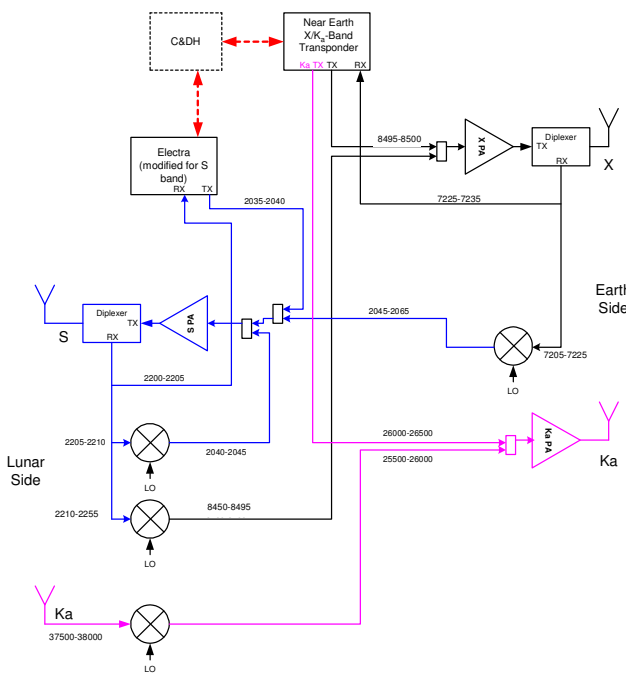 C&DH
Near Earth
X/Ka-Band
Transponder
Ka TX TX RX
Electra
(modified for S
band)
RX TX
8495-8500
X PA
Diplexer
TX
RX
X
2035-2040
7225-7235
Earth
Side
S
Diplexer
TX
RX
S PA
2045-2065
7205-7225
LO
2200-2205
2205-2210
2040-2045
LO
Lunar
Side
26000-26500
25500-26000
Ka PA
Ka
2210-2255
8450-8495
LO
Ka
37500-38000
LO